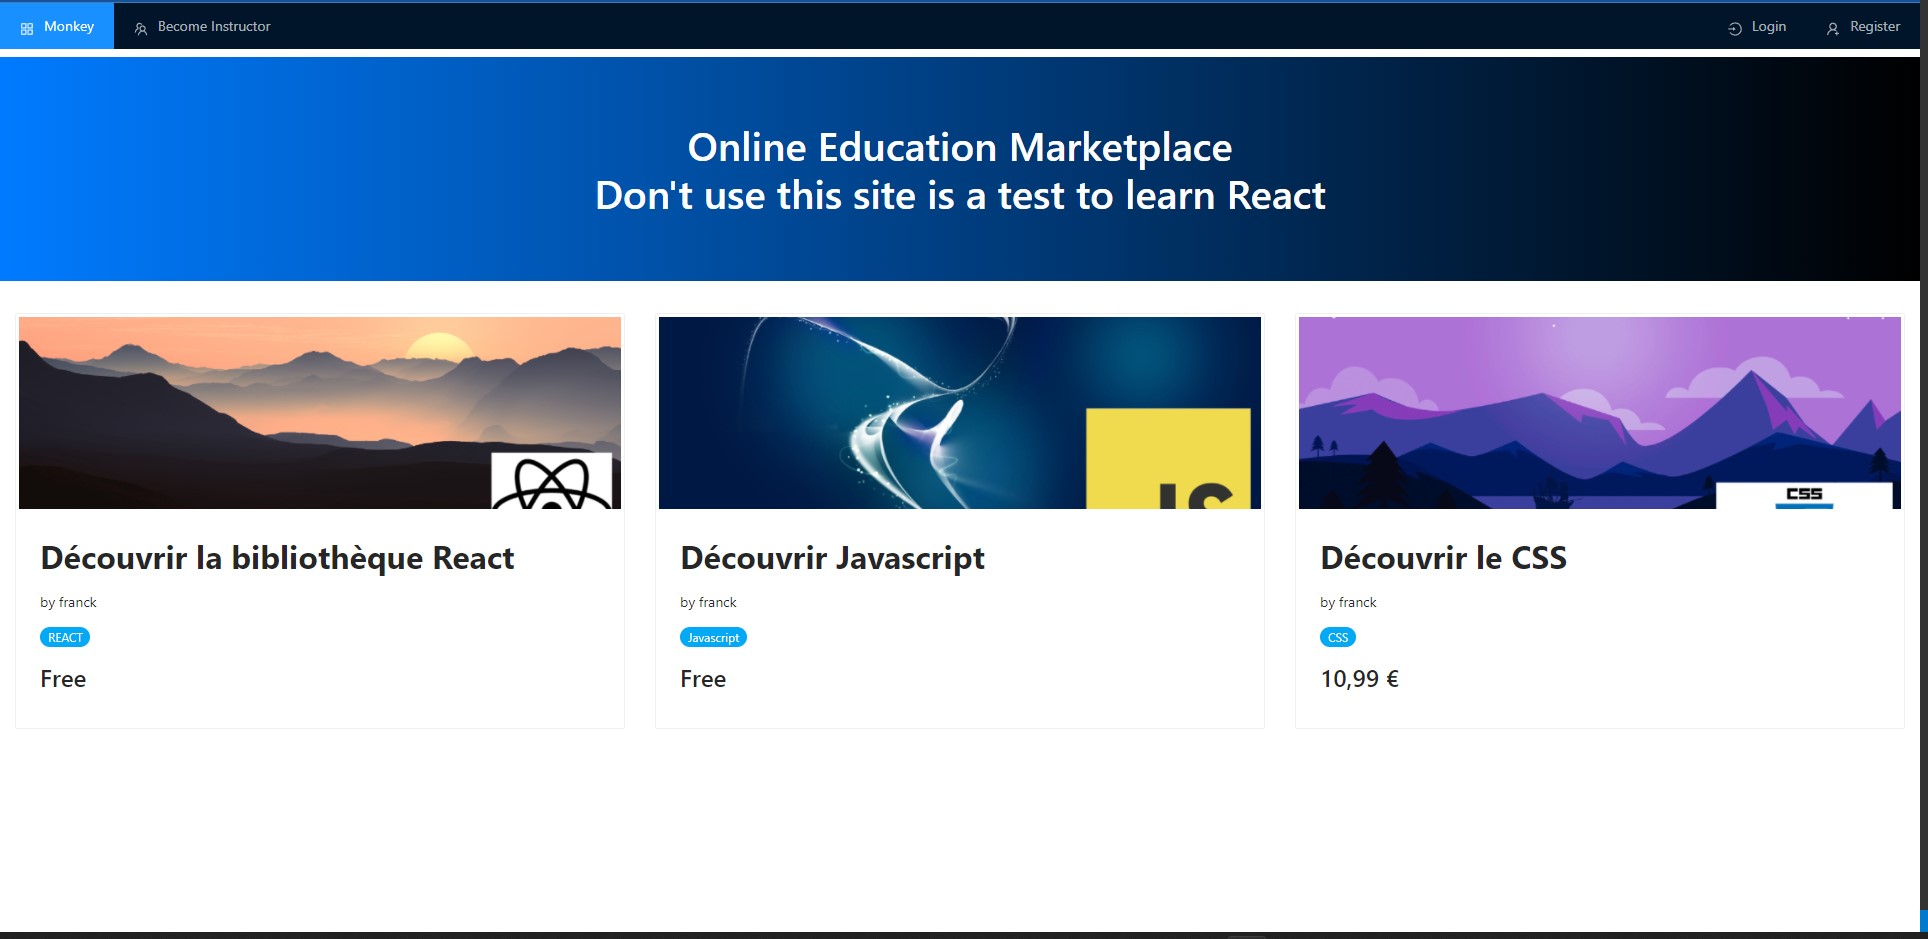 Monkey
Become Instructor
Login
Register
Online Education Marketplace
Don't use this site is a test to learn React
JS
CSS
Découvrir la bibliothèque React
by franck
REACT
Free
Découvrir Javascript
by franck
Javascript
Free
Découvrir le CSS
by franck
CSS
10,99 €